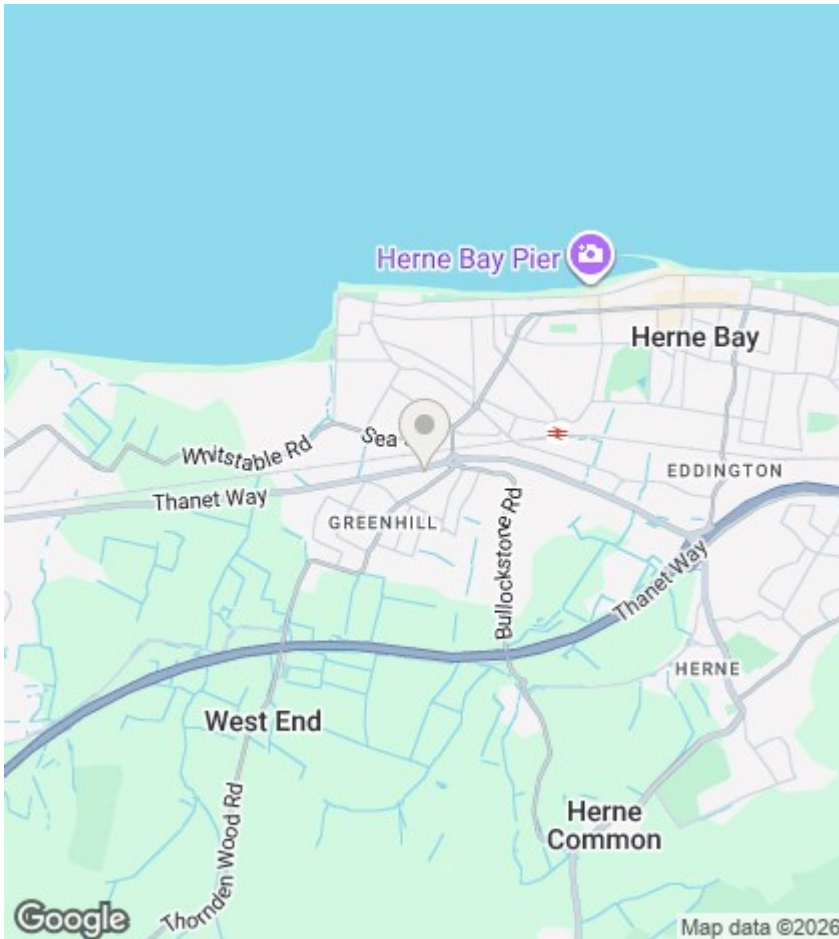 Herne Bay Pier
Herne Bay
Whitstable Rd
Sea
EDDINGTON
Thanet Way
GREENHILL
Bullockstone Rd
Thanet Way
HERNE
West End
Herne
Common
Thornden Wood Rd
Google
Map data ©2026